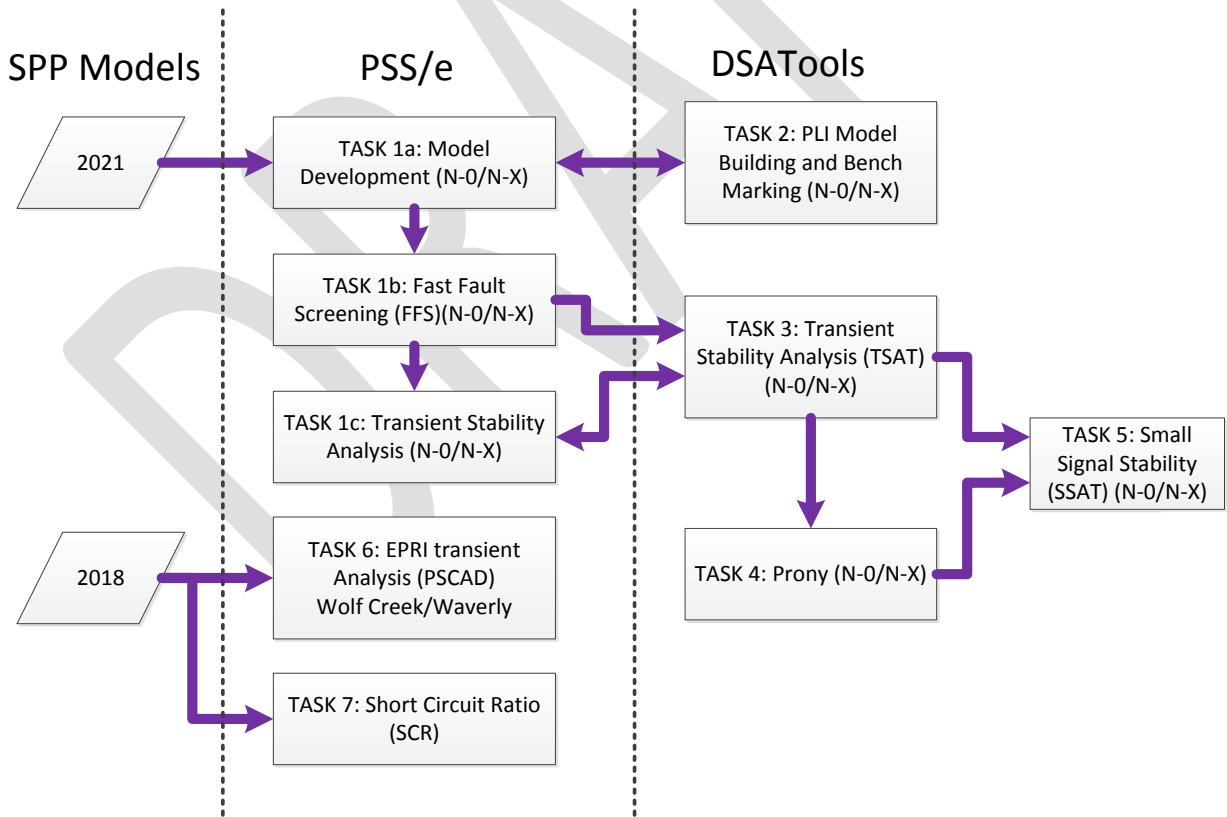 SPP Models
PSS/e
DSATools
2021
TASK 1a: Model
Development (N-0/N-X)
TASK 2: PLI Model
Building and Bench
Marking (N-0/N-X)
TASK 1b: Fast Fault
Screening (FFS)(N-0/N-X)
TASK 3: Transient
Stability Analysis (TSAT)
(N-0/N-X)
TASK 1c: Transient Stability
Analysis (N-0/N-X)
TASK 5: Small
Signal Stability
(SSAT) (N-0/N-X)
2018
TASK 6: EPRI transient
Analysis (PSCAD)
Wolf Creek/Waverly
TASK 4: Prony (N-0/N-X)
TASK 7: Short Circuit Ratio
(SCR)
DRA